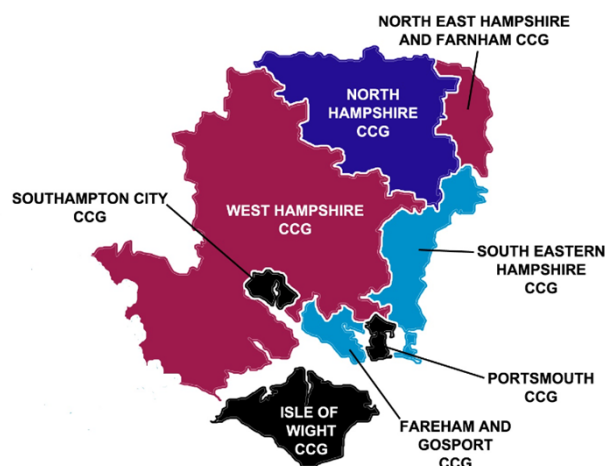 NORTH EAST HAMPSHIRE
AND FARNHAM CCG
NORTH
HAMPSHIRE
CCG
SOUTHAMPTON CITY
CCG
WEST HAMPSHIRE
CCG
SOUTH EASTERN
HAMPSHIRE
CCG
PORTSMOUTH
CCG
ISLE OF
WIGHT
CCG
FAREHAM AND
GOSPORT
CCG